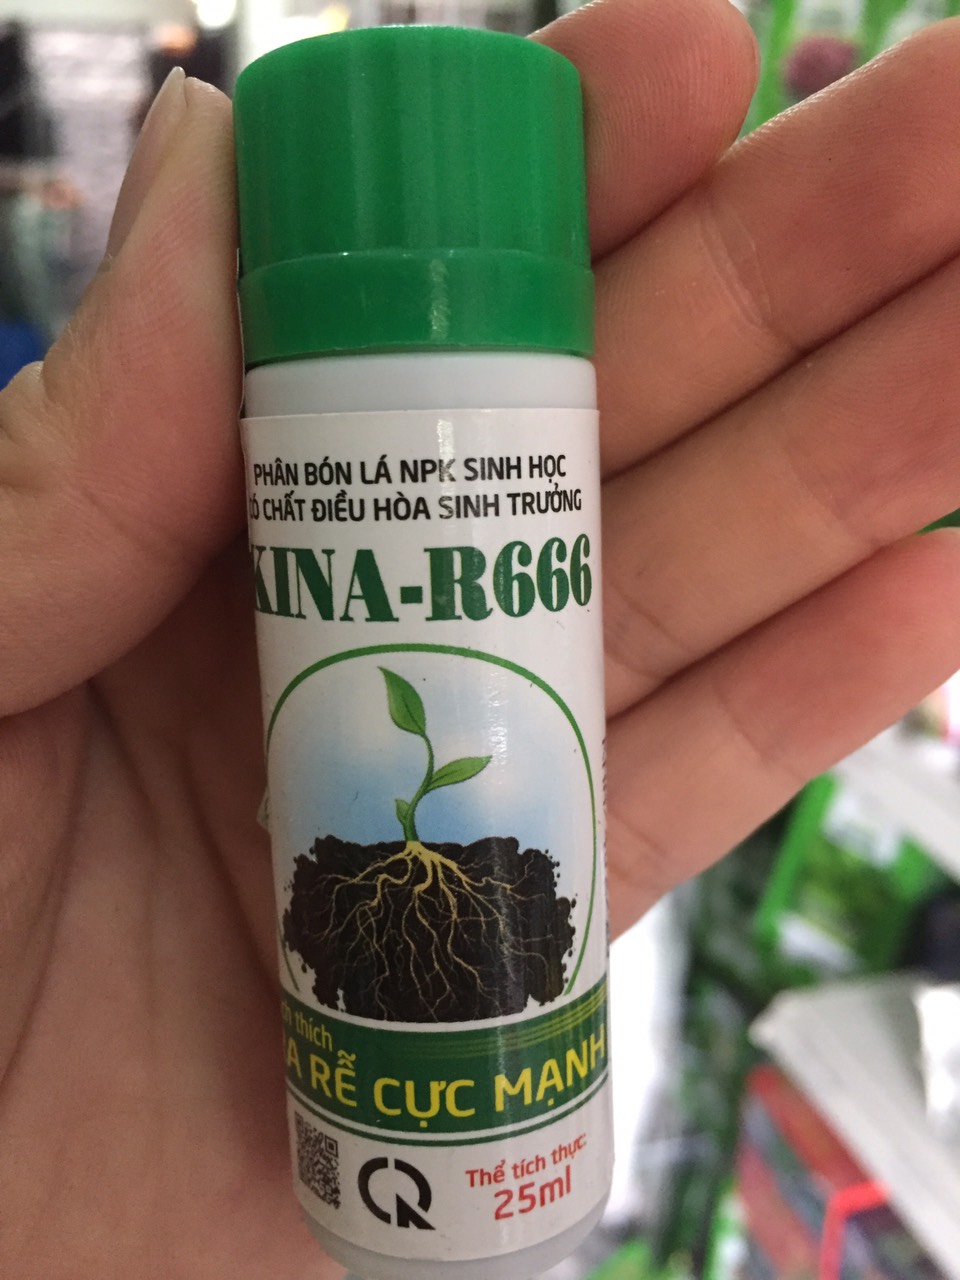 PHÂN BÓN LÁ NPK SINH HỌC
CÓ CHẤT ĐIỀU HÒA SINH TRƯỞNG
KINA-R666
thích
RỄ CỰC MẠNH
Thể tích thực:
25ml